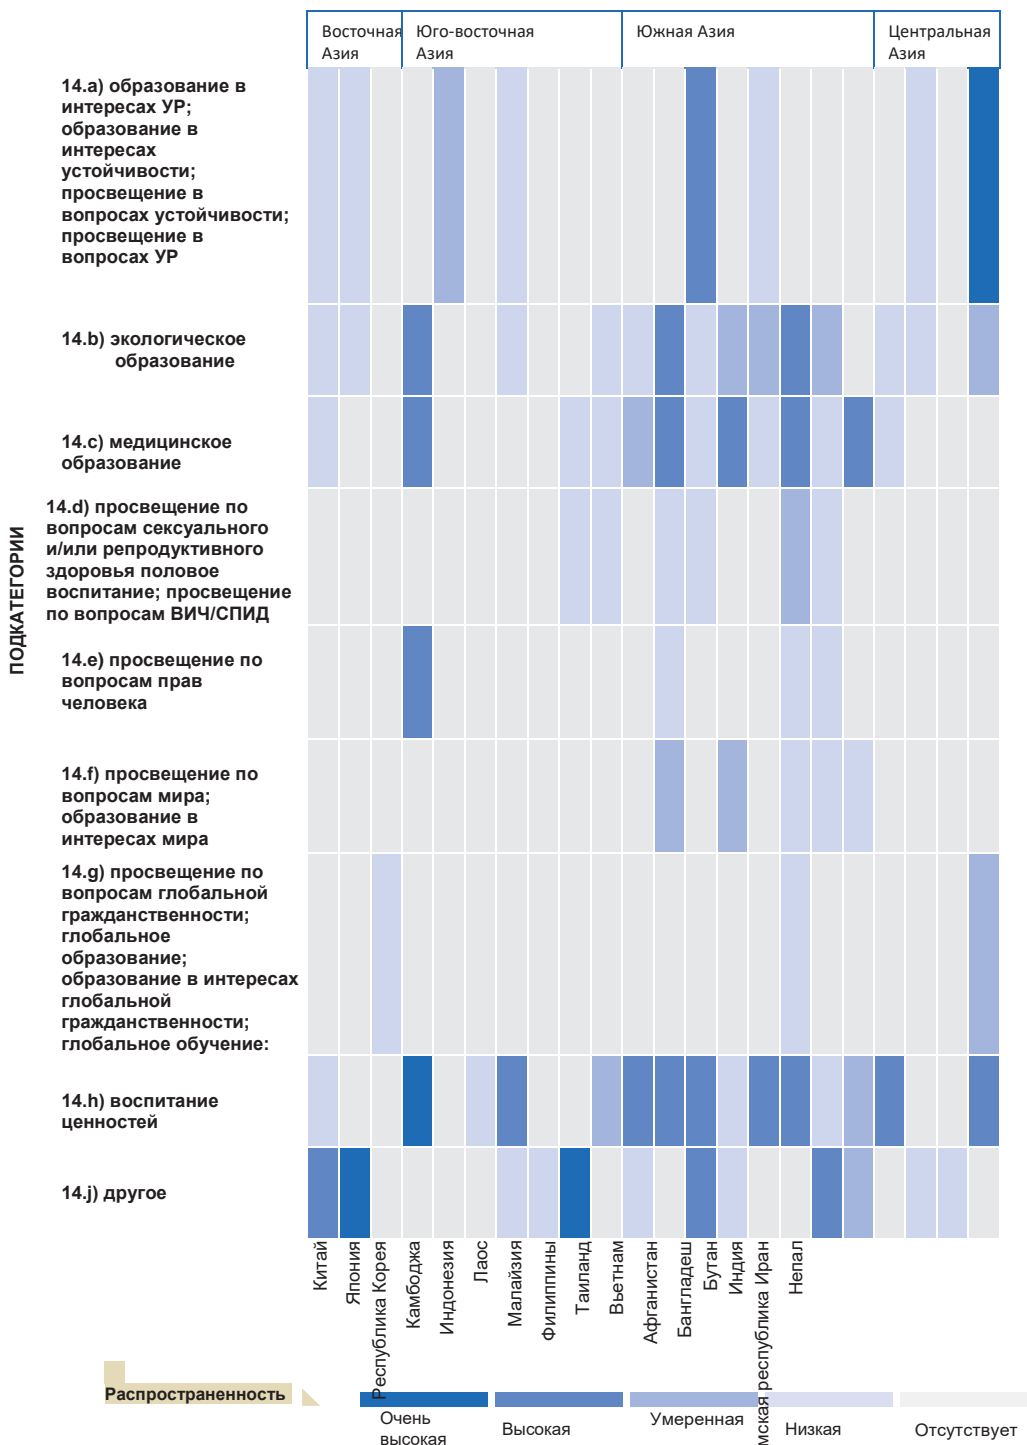 Восточная
Азия
Юго-восточная
Азия
Южная Азия
Центральная
Азия
ПОДКАТЕГОРИИ
14.a) образование в
интересах УР;
образование в
интересах
устойчивости;
просвещение в
вопросах устойчивости;
просвещение в
вопросах УР
14.b) экологическое
образование
14.c) медицинское
образование
14.d) просвещение по
вопросам сексуального
и/или репродуктивного
здоровья половое
воспитание; просвещение
по вопросам ВИЧ/СПИД
14.e) просвещение по
вопросам прав
человека
14.f) просвещение по
вопросам мира;
образование в
интересах мира
14.g) просвещение по
вопросам глобальной
гражданственности;
глобальное
образование;
образование в интересах
глобальной
гражданственности;
глобальное обучение:
14.h) воспитание
ценностей
14.j) другое
Китай
Япония
Республика Корея
Камбоджа
Индонезия
Лаос
Малайзия
Филиппины
Таиланд
Вьетнам
Афганистан
Бангладеш
Бутан
Индия
мская республика Иран
Непал
Распространенность
Очень
высокая
Высокая
Умеренная
Низкая
Отсутствует